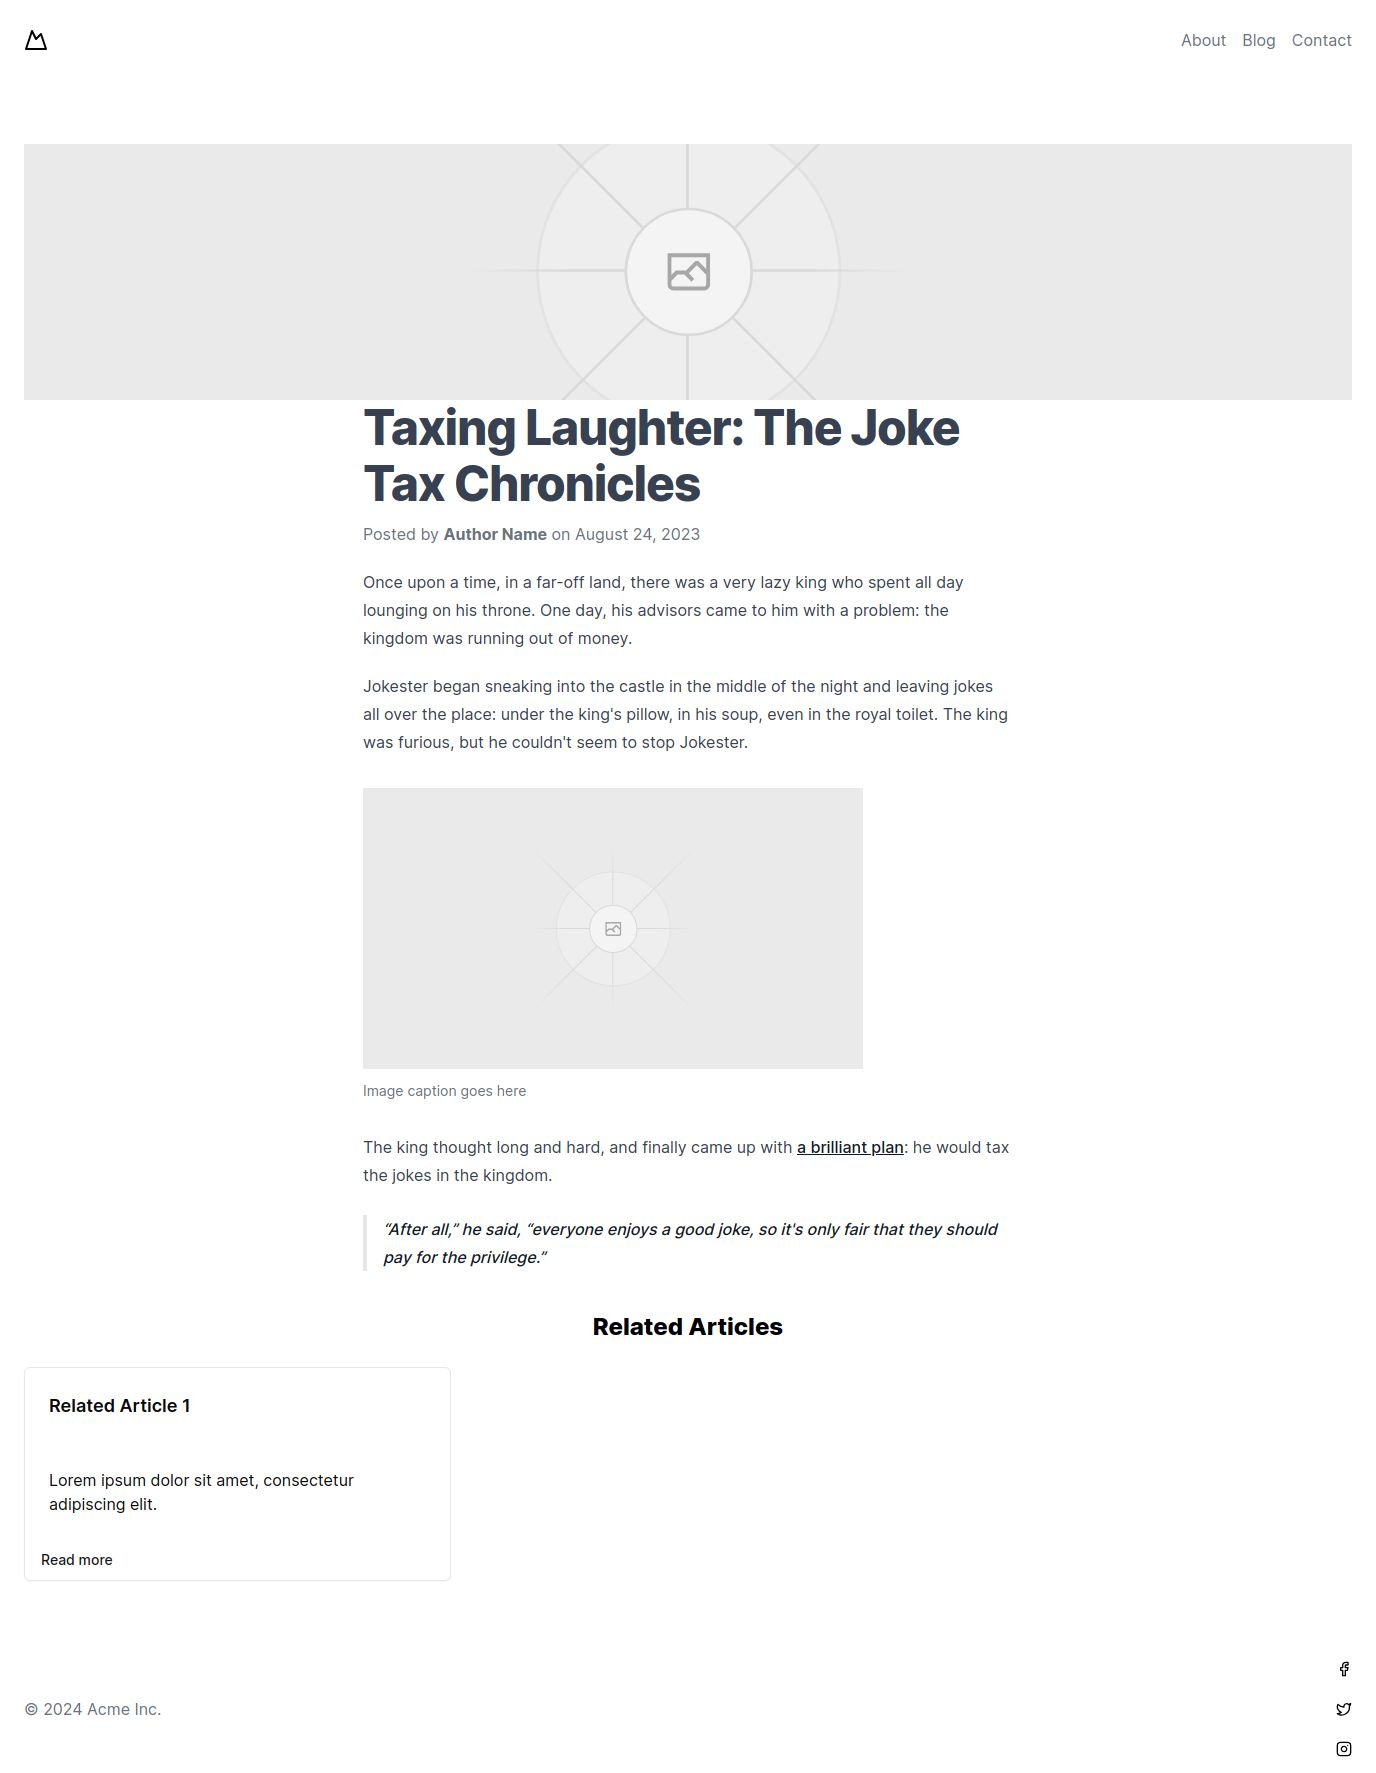 About Blog Contact
Taxing Laughter: The Joke
Tax Chronicles
Posted by Author Name on August 24, 2023
Once upon a time, in a far-off land, there was a very lazy king who spent all day
lounging on his throne. One day, his advisors came to him with a problem: the
kingdom was running out of money.
Jokester began sneaking into the castle in the middle of the night and leaving jokes
all over the place: under the king's pillow, in his soup, even in the royal toilet. The king
was furious, but he couldn't seem to stop Jokester.
Image caption goes here
The king thought long and hard, and finally came up with a brilliant plan: he would tax
the jokes in the kingdom.
“After all,” he said, “everyone enjoys a good joke, so it's only fair that they should
pay for the privilege.”
Related Articles
Related Article 1
Lorem ipsum dolor sit amet, consectetur
adipiscing elit.
Read more
© 2024 Acme Inc.